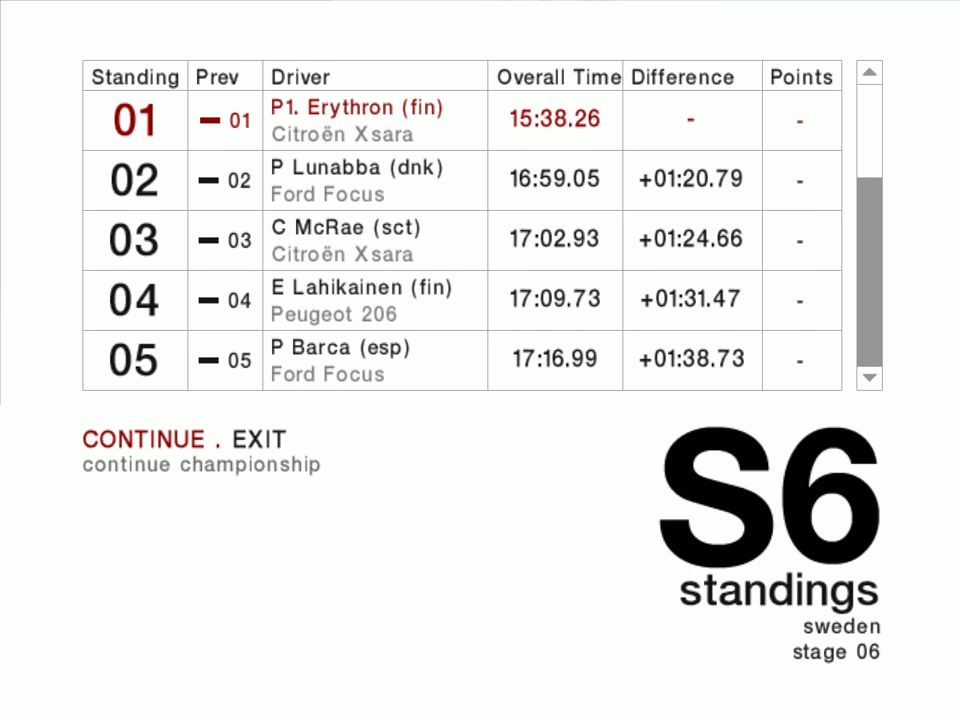 Standing Prev Driver Overall Time Difference Points
01 – 01 P1. Erythron (fin) 15:38.26 - -
Citroën Xsara
02 – 02 P Lunabba (dnk) 16:59.05 +01:20.79 -
Ford Focus
03 – 03 C McRae (sct) 17:02.93 +01:24.66 -
Citroën Xsara
04 – 04 E Lahikainen (fin) 17:09.73 +01:31.47 -
Peugeot 206
05 – 05 P Barca (esp) 17:16.99 +01:38.73 -
Ford Focus
CONTINUE . EXIT
continue championship
S6
standings
sweden
stage 06